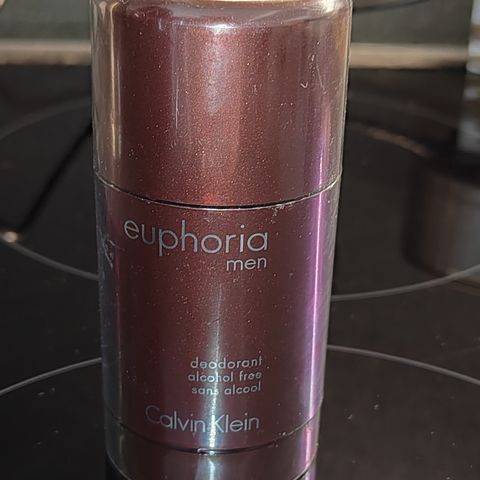 euphoria
men
deodorant
alcohol free
sans alcool
Calvin Klein